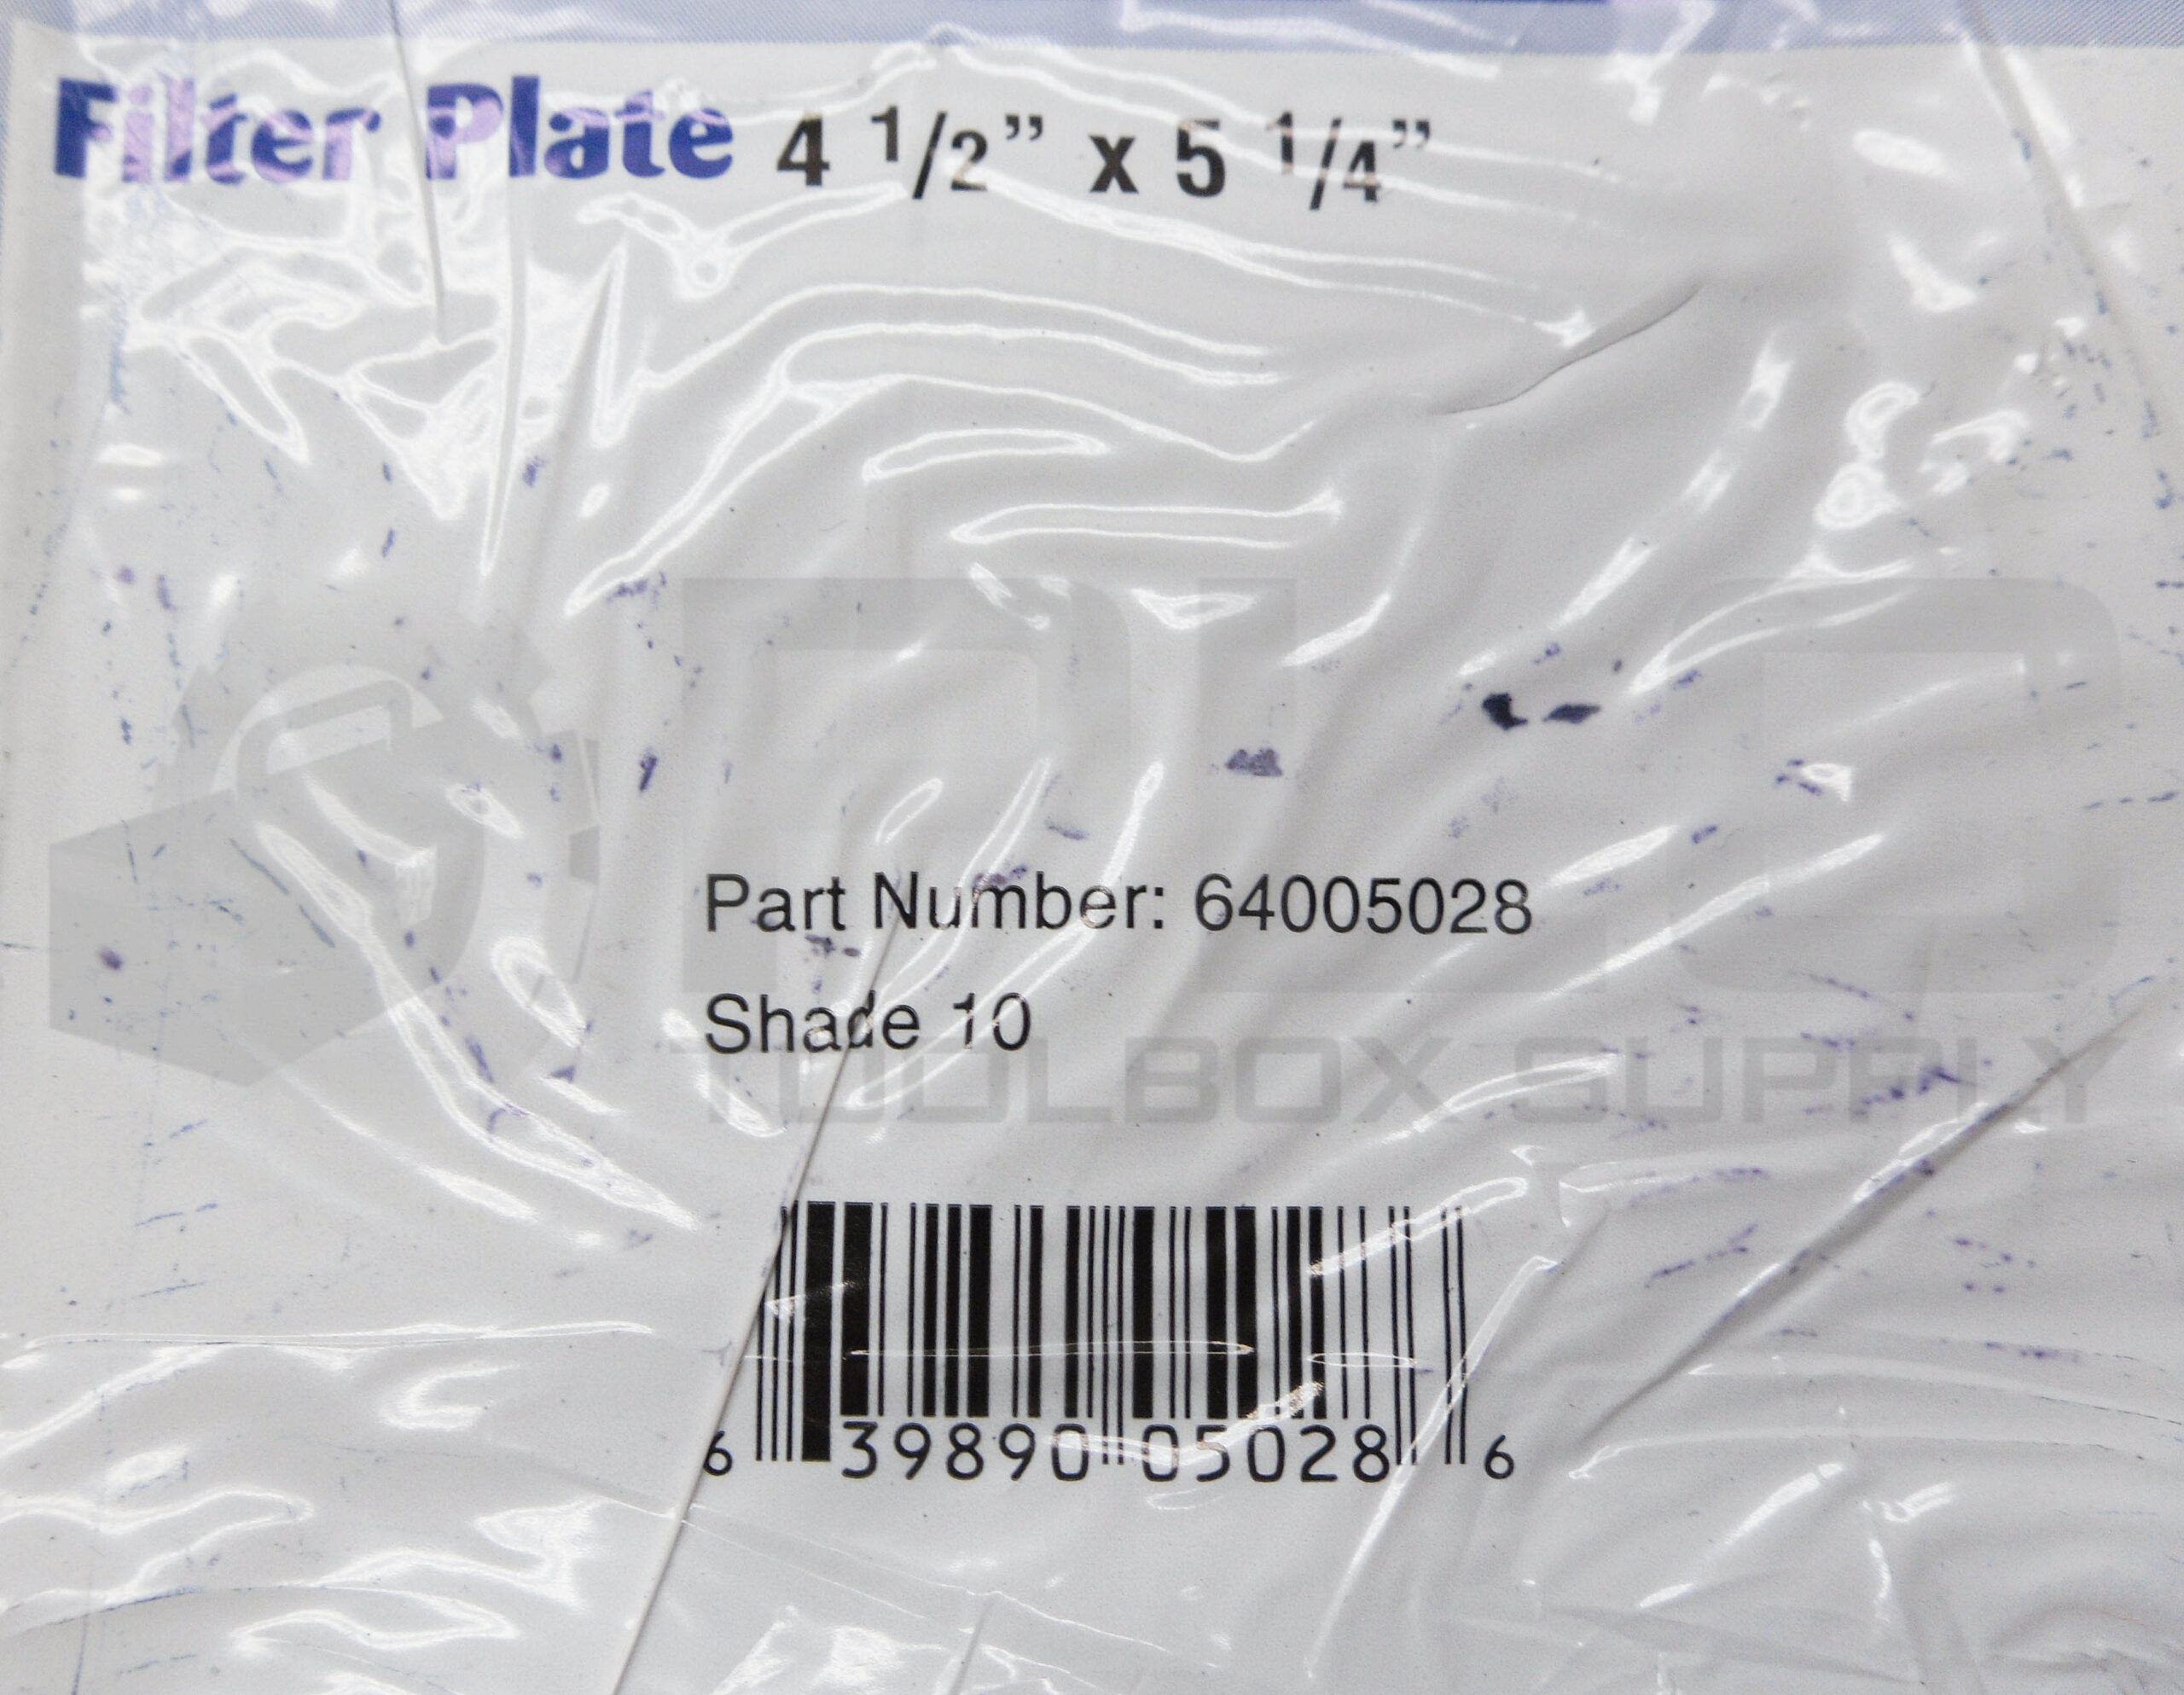 Filter Plate 4 1/2” x 5 1/4”
PLC
TOOLBOX SUPPLY
Part Number: 64005028
Shade 10
6 39890 05028 6